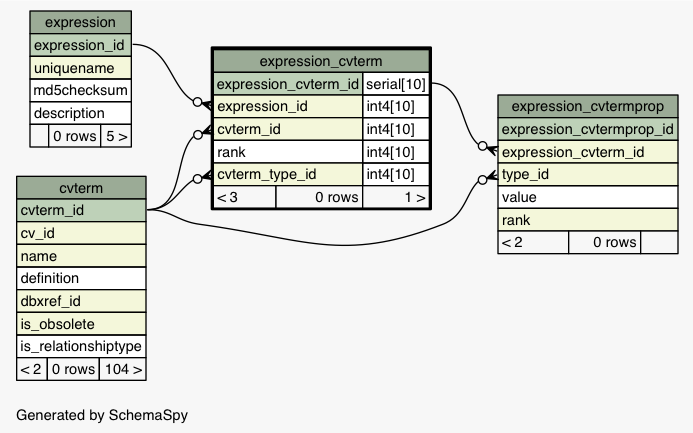 expression
expression_id
uniquename
md5checksum
description
0 rows 5 >
cvterm
cvterm_id
cv_id
name
definition
dbxref_id
is_obsolete
is_relationshiptype
< 2 0 rows 104 >
expression_cvterm
expression_cvterm_id serial[10]
expression_id int4[10]
cvterm_id int4[10]
rank int4[10]
cvterm_type_id int4[10]
< 3 0 rows 1 >
expression_cvtermprop
expression_cvtermprop_id
expression_cvterm_id
type_id
value
rank
< 2 0 rows
Generated by SchemaSpy